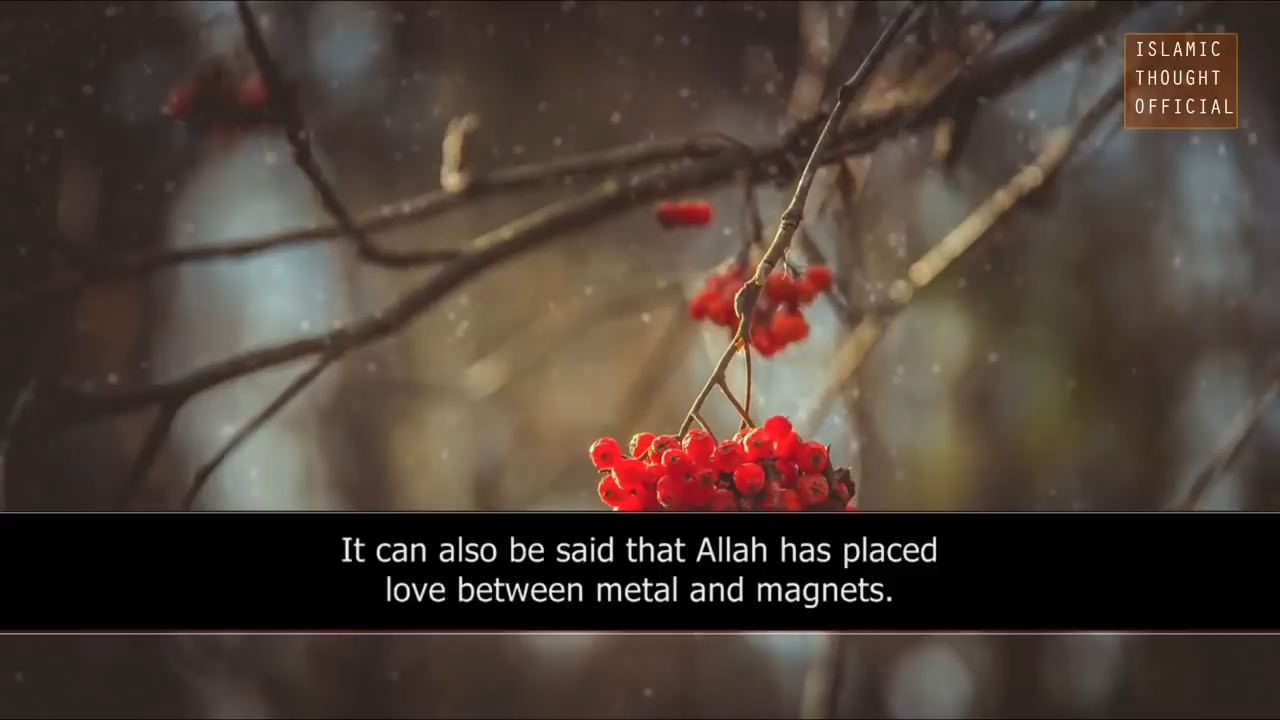 ISLAMIC
THOUGHT
OFFICIAL
It can also be said that Allah has placed
love between metal and magnets.